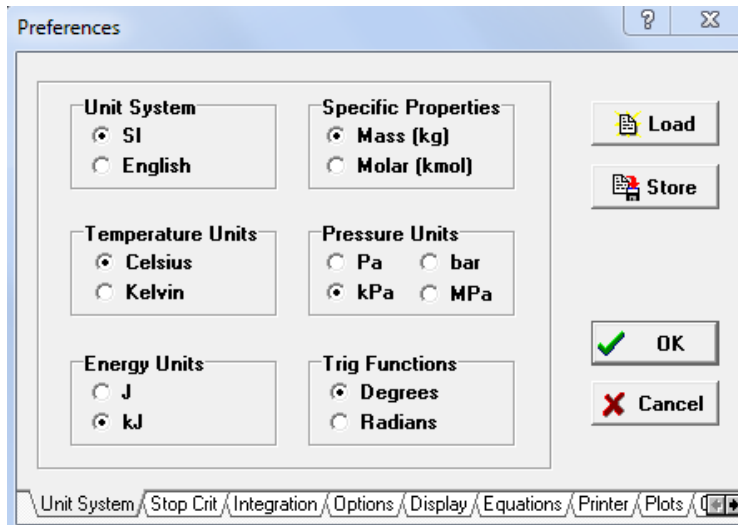 Preferences
Unit System
SI
English
Specific Properties
Mass (kg)
Molar (kmol)
Load
Store
Temperature Units
Celsius
Kelvin
Pressure Units
Pa
bar
kPa
MPa
Energy Units
J
kJ
Trig Functions
Degrees
Radians
OK
Cancel
Unit System Stop Crit Integration Options Display Equations Printer Plots